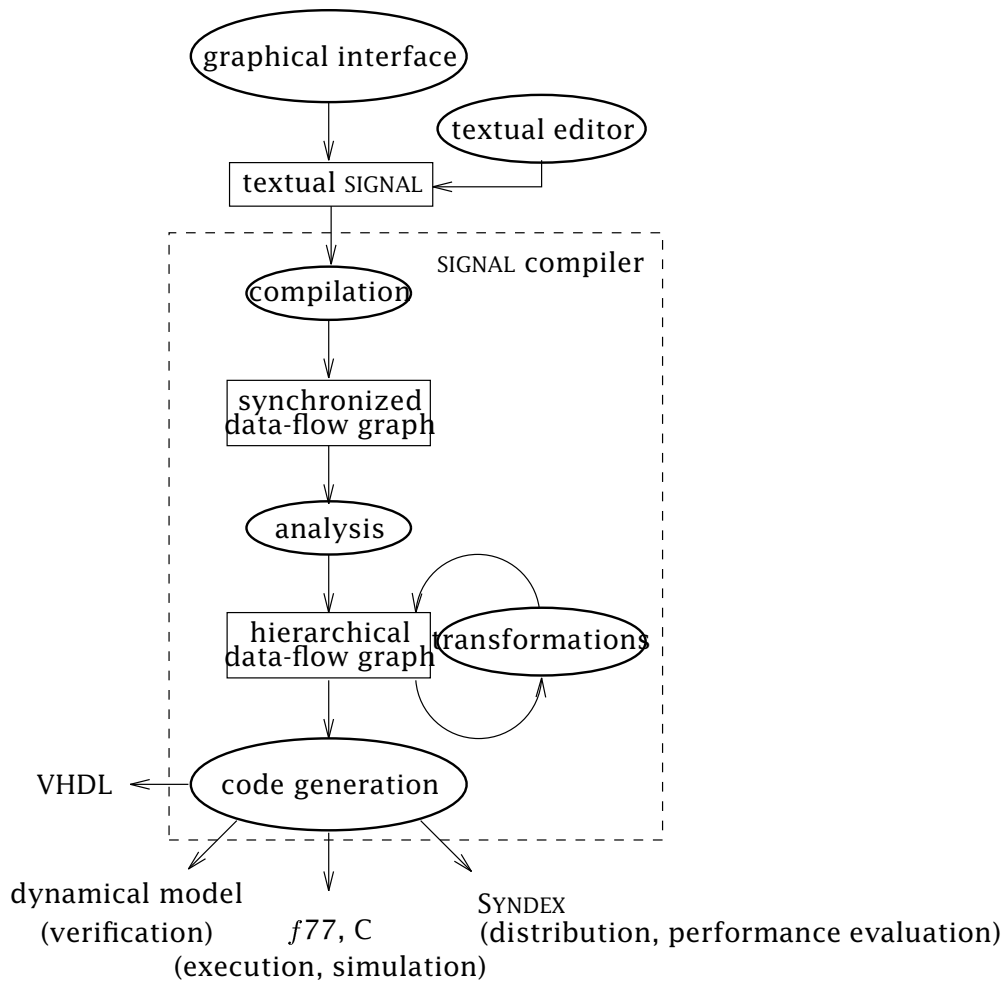 graphical interface
textual editor
textual SIGNAL
SIGNAL compiler
compilation
synchronized
data-flow graph
analysis
hierarchical
data-flow graph
transformations
VHDL
code generation
dynamical model
(verification)
f77, C
(execution, simulation)
SYNDEX
(distribution, performance evaluation)